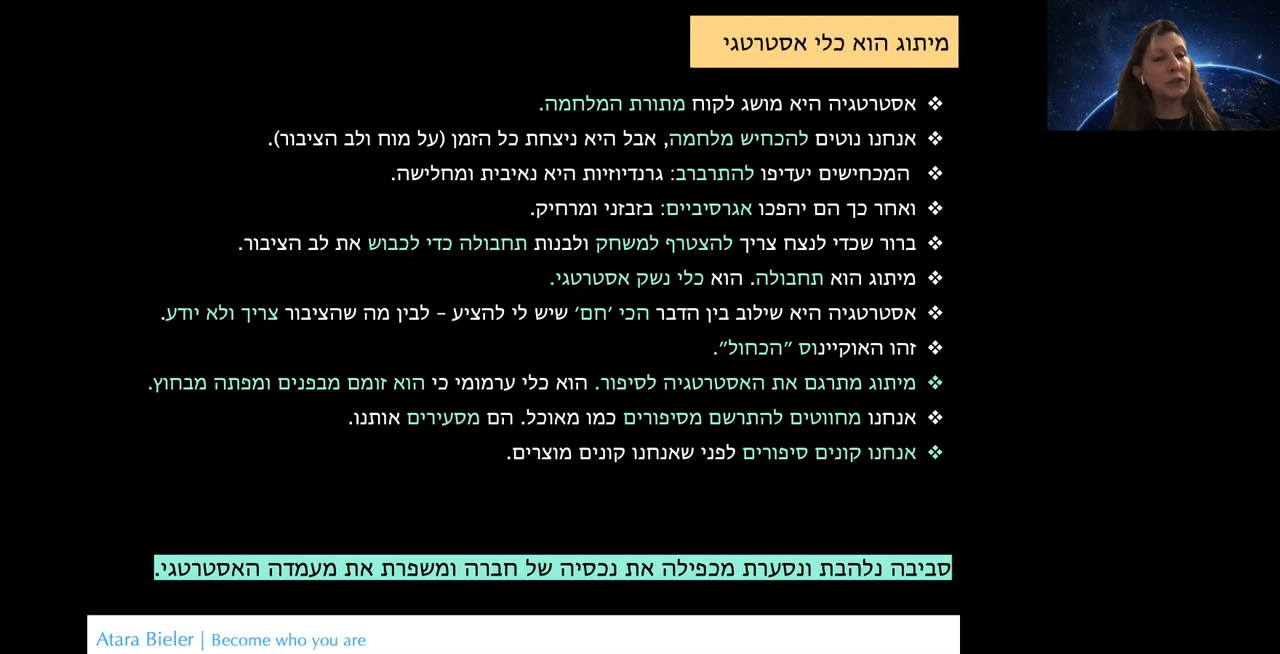 מיתוג הוא כלי אסטרטגי
❖ אסטרטגיה היא מושג לקוח מתורת המלחמה.
❖ אנחנו נוטים להכחיש מלחמה, אבל היא ניצחת כל הזמן (על מוח ולב הציבור).
❖ המכחישים יעדיפו להתרברב: גרנדיוזיות היא נאיבית ומחלישה.
❖ ואחר כך הם יהפכו אגרסיביים: בזבזני ומרחיק.
❖ ברור שכדי לנצח צריך להצטרף למשחק ולבנות תחבולה כדי לכבוש את לב הציבור.
❖ מיתוג הוא תחבולה. הוא כלי נשק אסטרטגי.
❖ אסטרטגיה היא שילוב בין הדבר הכי 'חם' שיש לי להציע – לבין מה שהציבור צריך ולא יודע.
❖ זהו האוקיינוס "הכחול".
❖ מיתוג מתרגם את האסטרטגיה לסיפור. הוא כלי ערמומי כי הוא זומם מבפנים ומפתה מבחוץ.
❖ אנחנו מחווטים להתרשם מסיפורים כמו מאוכל. הם מסעירים אותנו.
❖ אנחנו קונים סיפורים לפני שאנחנו קונים מוצרים.
סביבה נלהבת ונסערת מכפילה את נכסיה של חברה ומשפרת את מעמדה האסטרטגי.
Atara Bieler | Become who you are